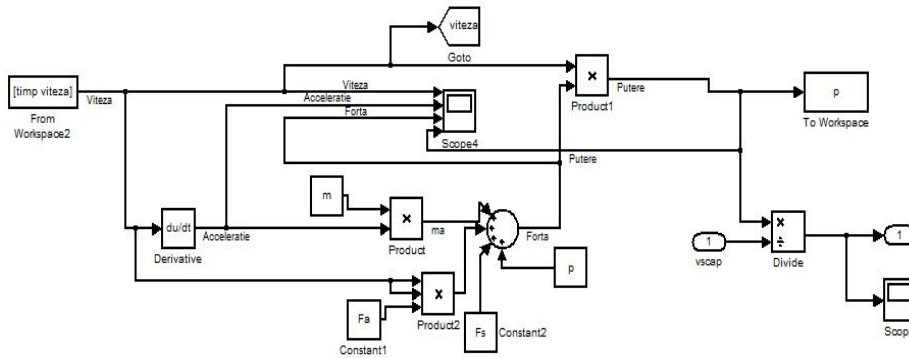 viteza
Goto
[timp viteza]
Viteza
From
Workspace2
Viteza
Acceleratie
Forta
Scope4
×
Product1
Putere
p
To Workspace
Putere
m
du/dt
Derivative
Acceleratie
×
Product
ma
+
+
+
+
Forta
p
×
Product2
Fa
Constant1
Fs
Constant2
1
vscap
×
÷
Divide
1
Scop